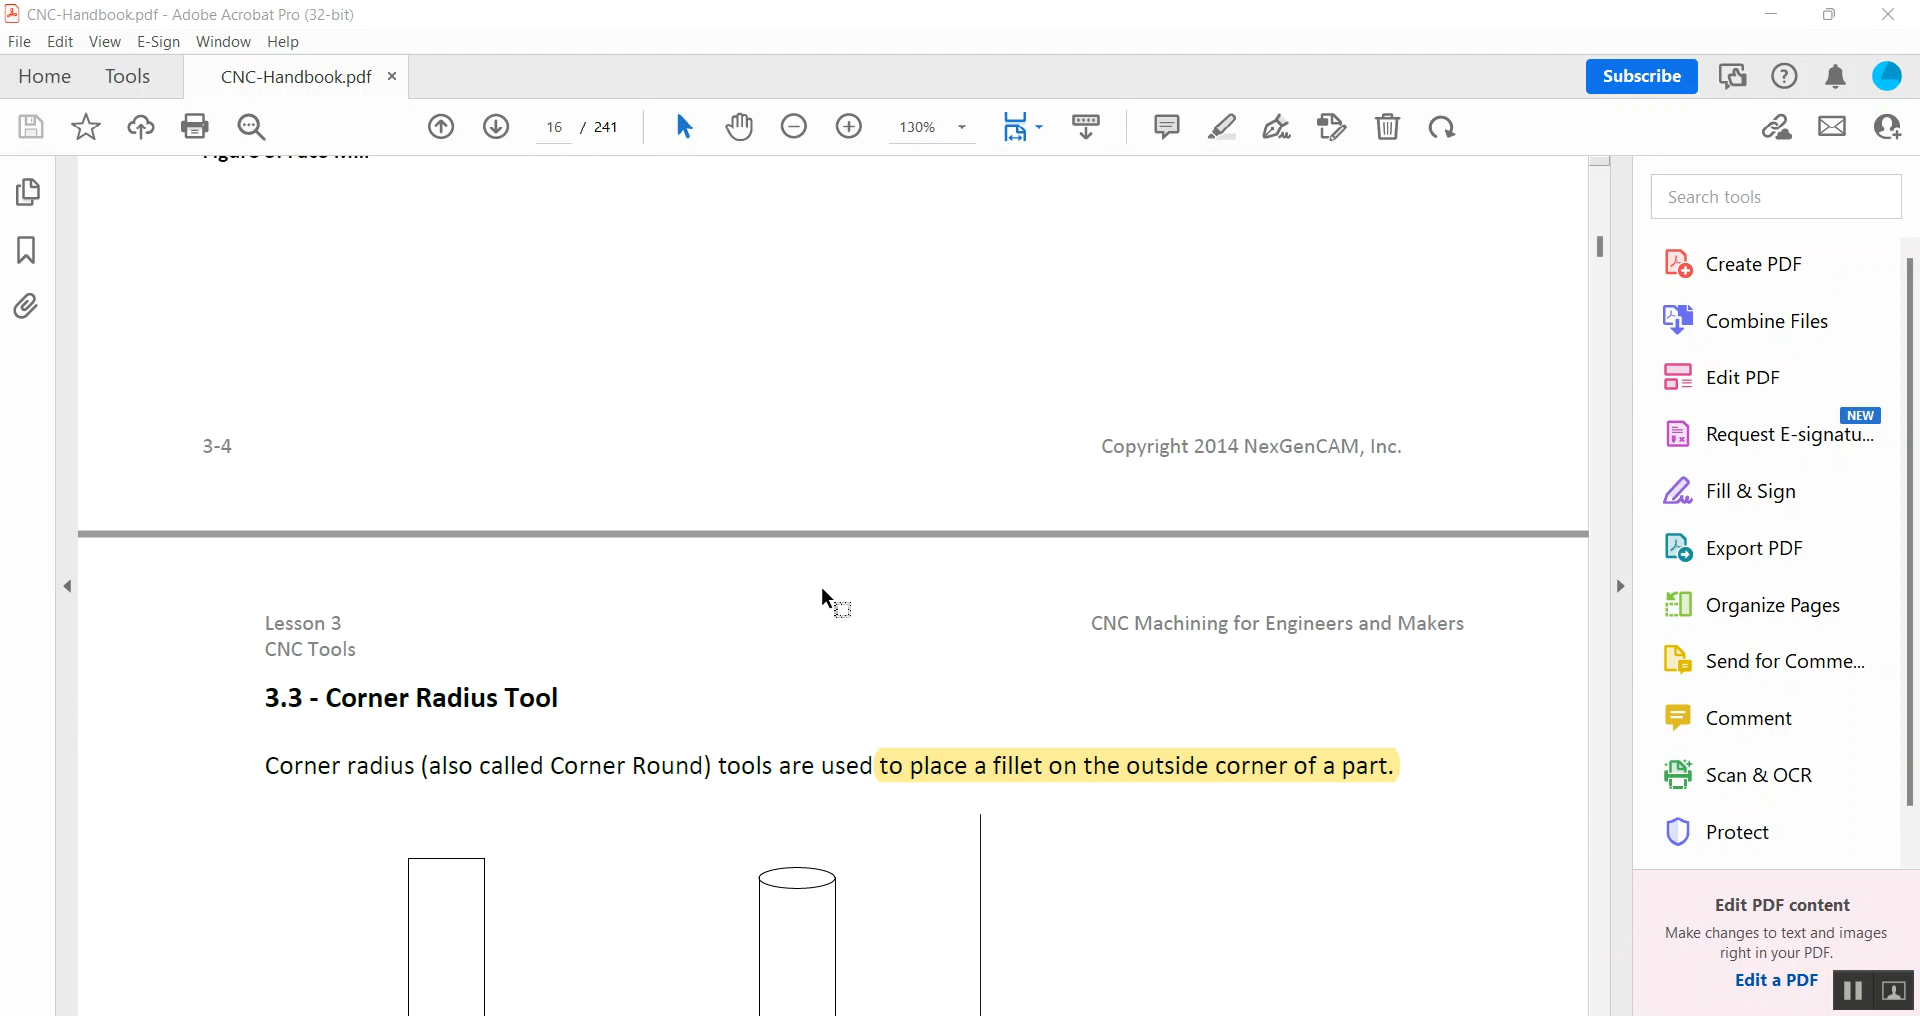 CNC-Handbook.pdf - Adobe Acrobat Pro (32-bit)
File Edit View E-Sign Window Help
Home Tools CNC-Handbook.pdf × Subscribe
16 / 241 130%
Search tools
Create PDF
Combine Files
Edit PDF
NEW
Request E-signatu...
Fill & Sign
Export PDF
Organize Pages
Send for Comme...
Comment
Scan & OCR
Protect
Edit PDF content
Make changes to text and images
right in your PDF.
Edit a PDF
3-4 Copyright 2014 NexGenCAM, Inc.
Lesson 3 CNC Machining for Engineers and Makers
CNC Tools
3.3 - Corner Radius Tool
Corner radius (also called Corner Round) tools are used to place a fillet on the outside corner of a part.